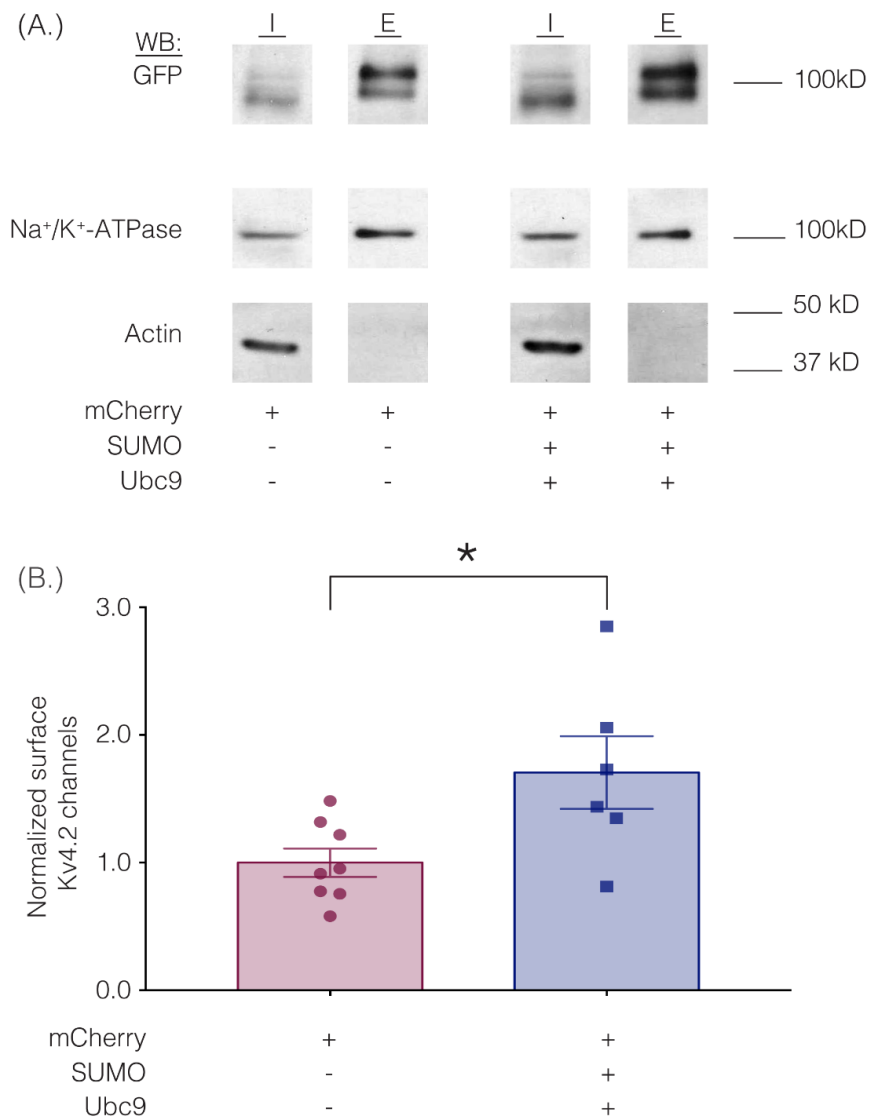 (A.)
I E I E
WB:
GFP
100kD
Na⁺/K⁺-ATPase
100kD
50 kD
Actin
37 kD
mCherry + + + +
SUMO - - + +
Ubc9 - - + +
(B.)
*
3.0
2.0
1.0
0.0
Normalized surface
Kv4.2 channels
mCherry + +
SUMO - +
Ubc9 - +